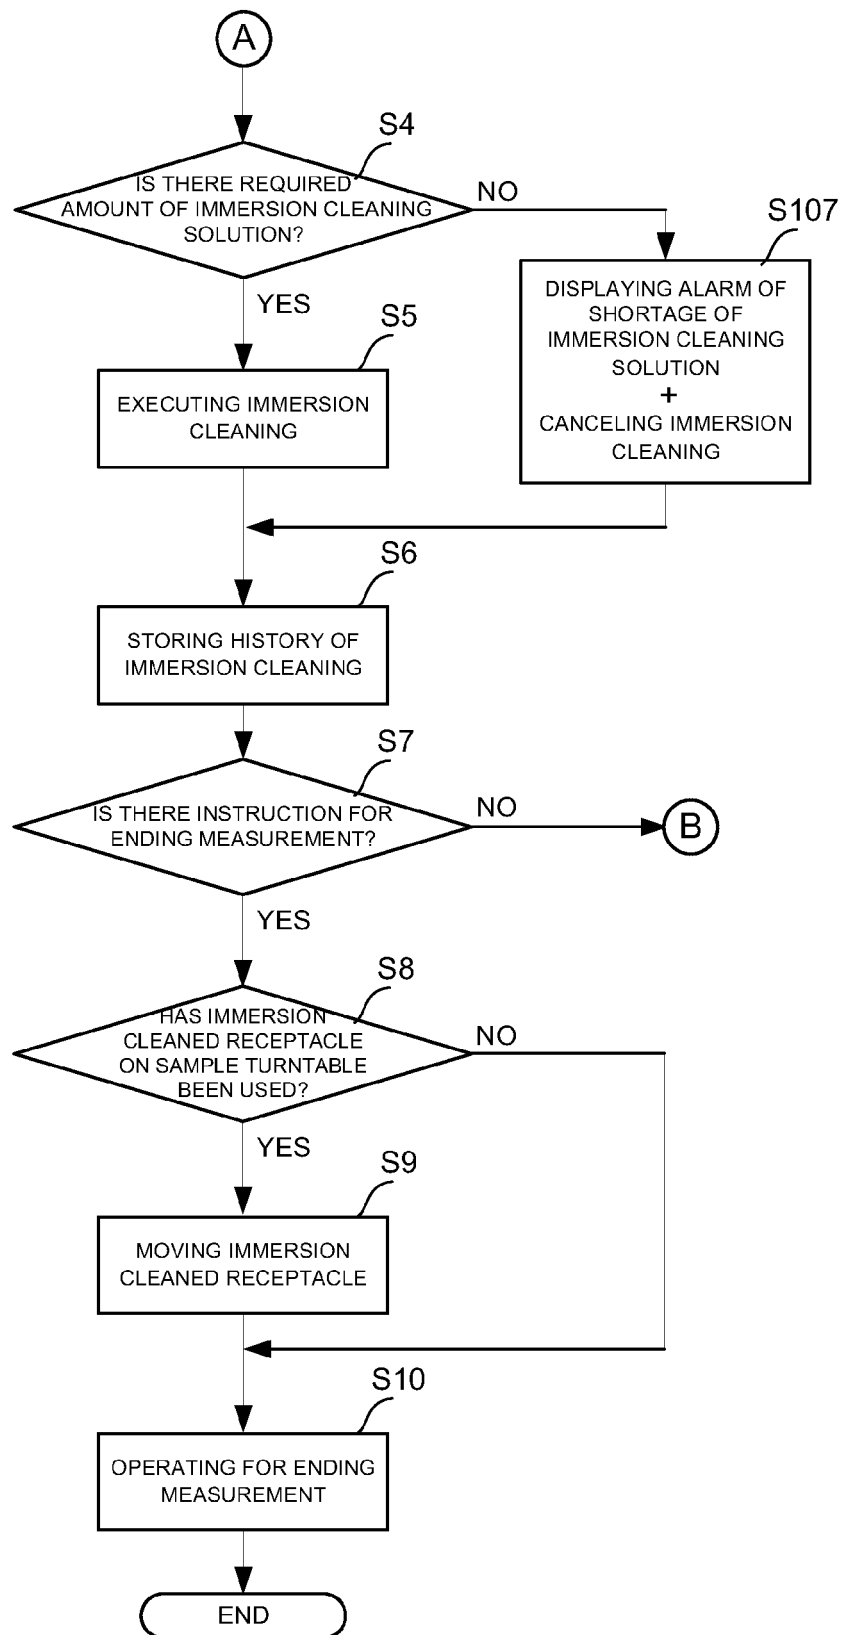 A
S4
IS THERE REQUIRED
AMOUNT OF IMMERSION CLEANING
SOLUTION?
NO
YES
S107
DISPLAYING ALARM OF
SHORTAGE OF
IMMERSION CLEANING
SOLUTION
+
CANCELING IMMERSION
CLEANING
S5
EXECUTING IMMERSION
CLEANING
S6
STORING HISTORY OF
IMMERSION CLEANING
S7
IS THERE INSTRUCTION FOR
ENDING MEASUREMENT?
NO
B
YES
S8
HAS IMMERSION
CLEANED RECEPTACLE
ON SAMPLE TURNTABLE
BEEN USED?
NO
YES
S9
MOVING IMMERSION
CLEANED RECEPTACLE
S10
OPERATING FOR ENDING
MEASUREMENT
END